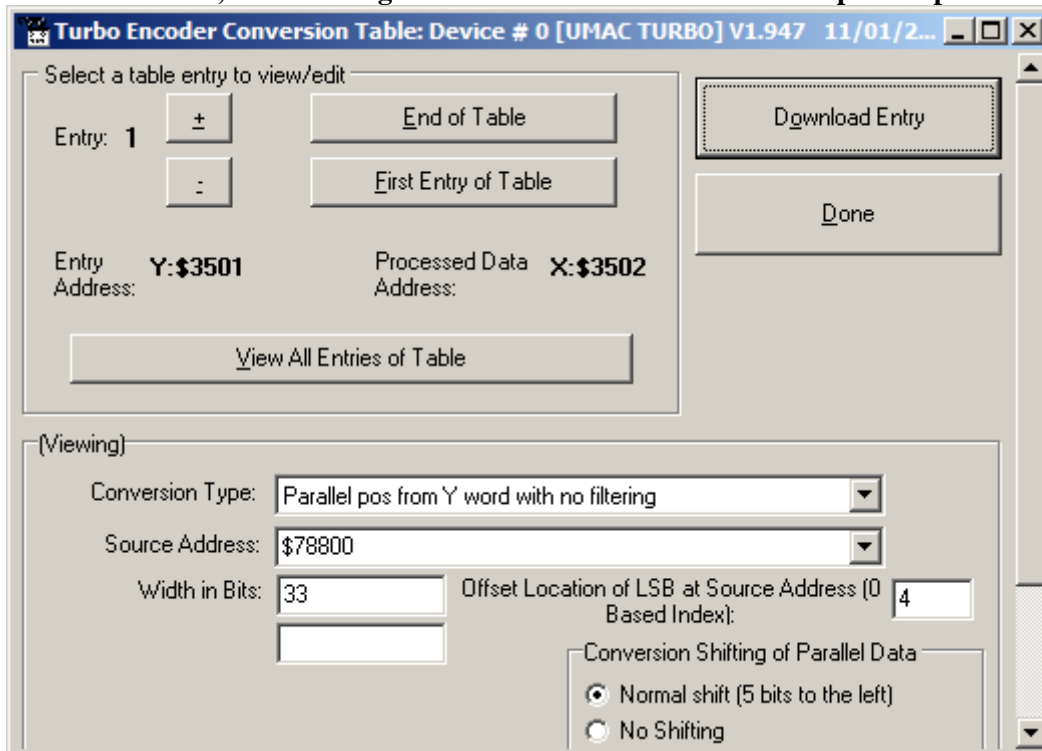 Turbo Encoder Conversion Table: Device # 0 [UMAC TURBO] V1.947 11/01/2...
Select a table entry to view/edit
Entry: 1
+
End of Table
Download Entry
-
First Entry of Table
Done
Entry Address: Y:$3501
Processed Data Address: X:$3502
View All Entries of Table
(Viewing)
Conversion Type: Parallel pos from Y word with no filtering
Source Address: $78800
Width in Bits: 33
Offset Location of LSB at Source Address (0 Based Index): 4
Conversion Shifting of Parallel Data
Normal shift (5 bits to the left)
No Shifting